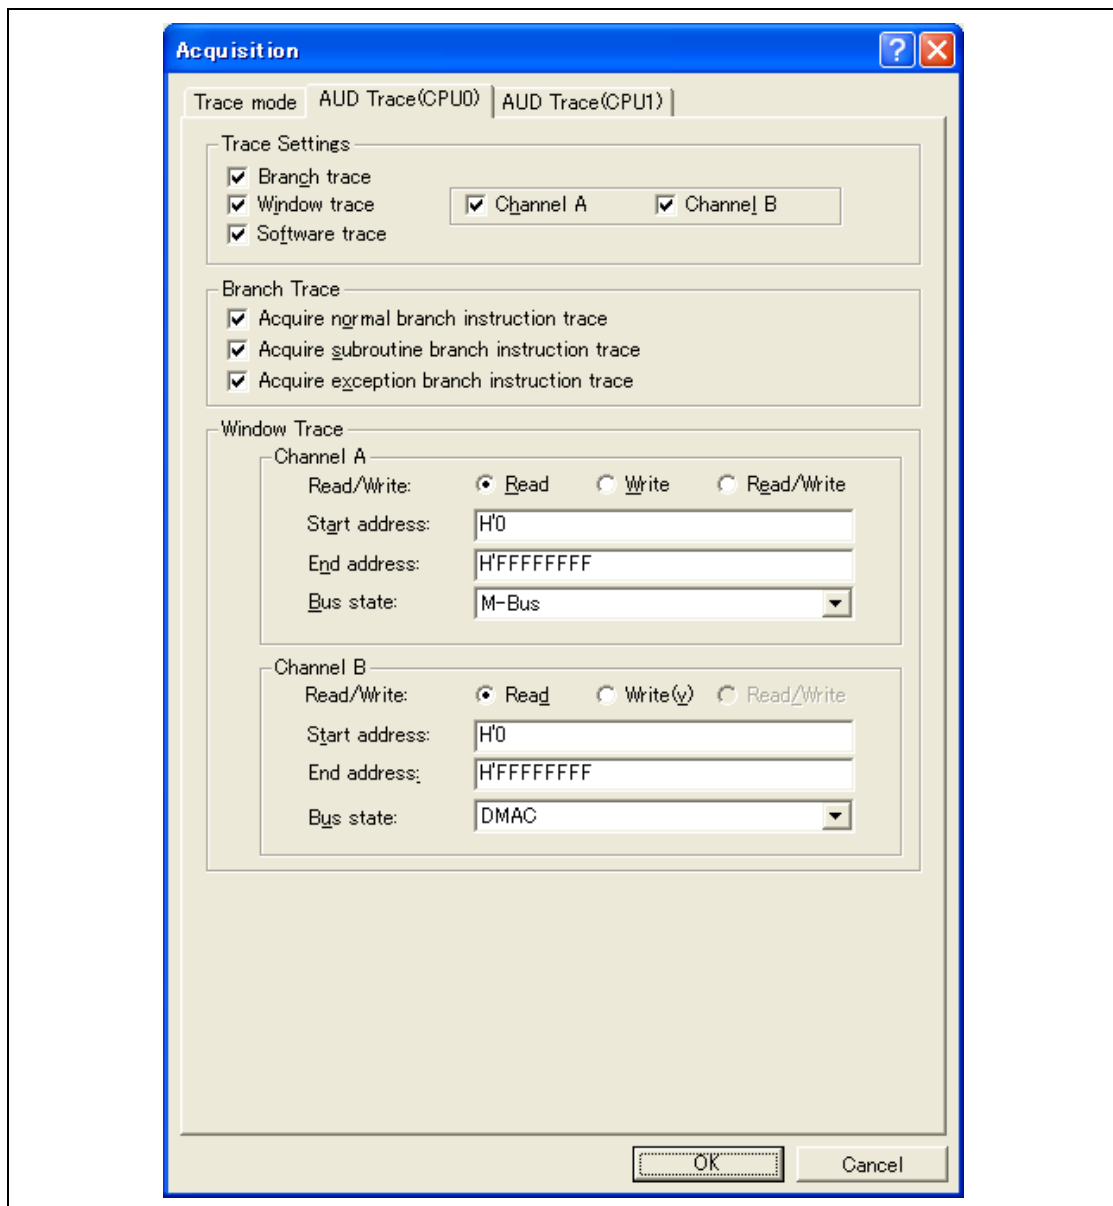 Acquisition
Trace mode AUD Trace(CPU0) AUD Trace(CPU1)
Trace Settings
Branch trace
Window trace Channel A Channel B
Software trace
Branch Trace
Acquire normal branch instruction trace
Acquire subroutine branch instruction trace
Acquire exception branch instruction trace
Window Trace
Channel A
Read/Write: Read Write Read/Write
Start address: H'0
End address: H'FFFFFFFF
Bus state: M-Bus
Channel B
Read/Write: Read Write(v) Read/Write
Start address: H'0
End address: H'FFFFFFFF
Bus state: DMAC
OK Cancel